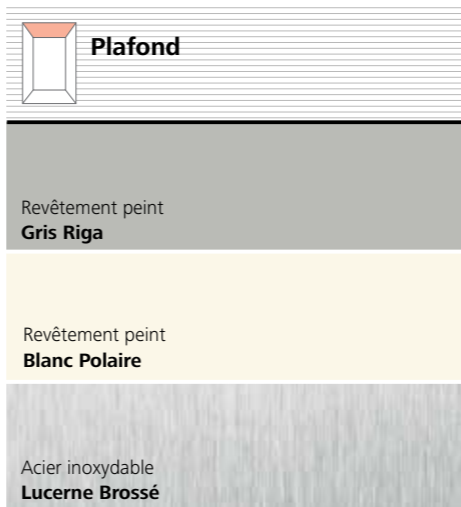 Plafond
Revêtement peint
Gris Riga
Revêtement peint
Blanc Polaire
Acier inoxydable
Lucerne Brossé